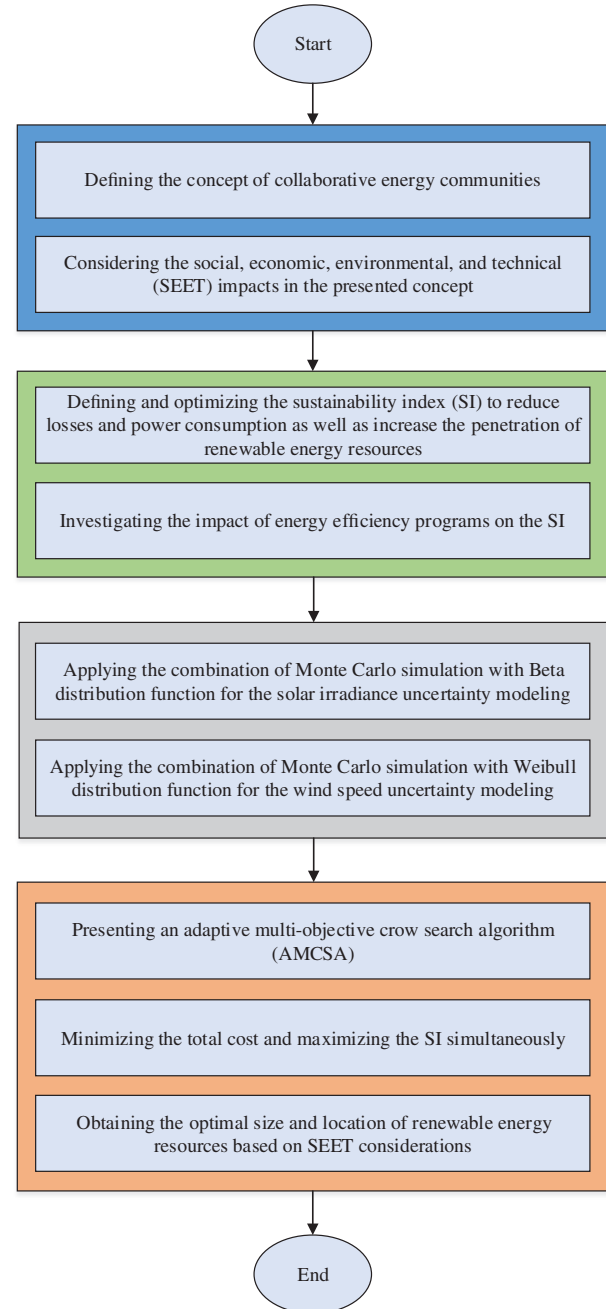 Start
Defining the concept of collaborative energy communities
Considering the social, economic, environmental, and technical
(SEET) impacts in the presented concept
Defining and optimizing the sustainability index (SI) to reduce
losses and power consumption as well as increase the penetration of
renewable energy resources
Investigating the impact of energy efficiency programs on the SI
Applying the combination of Monte Carlo simulation with Beta
distribution function for the solar irradiance uncertainty modeling
Applying the combination of Monte Carlo simulation with Weibull
distribution function for the wind speed uncertainty modeling
Presenting an adaptive multi-objective crow search algorithm
(AMCSA)
Minimizing the total cost and maximizing the SI simultaneously
Obtaining the optimal size and location of renewable energy
resources based on SEET considerations
End